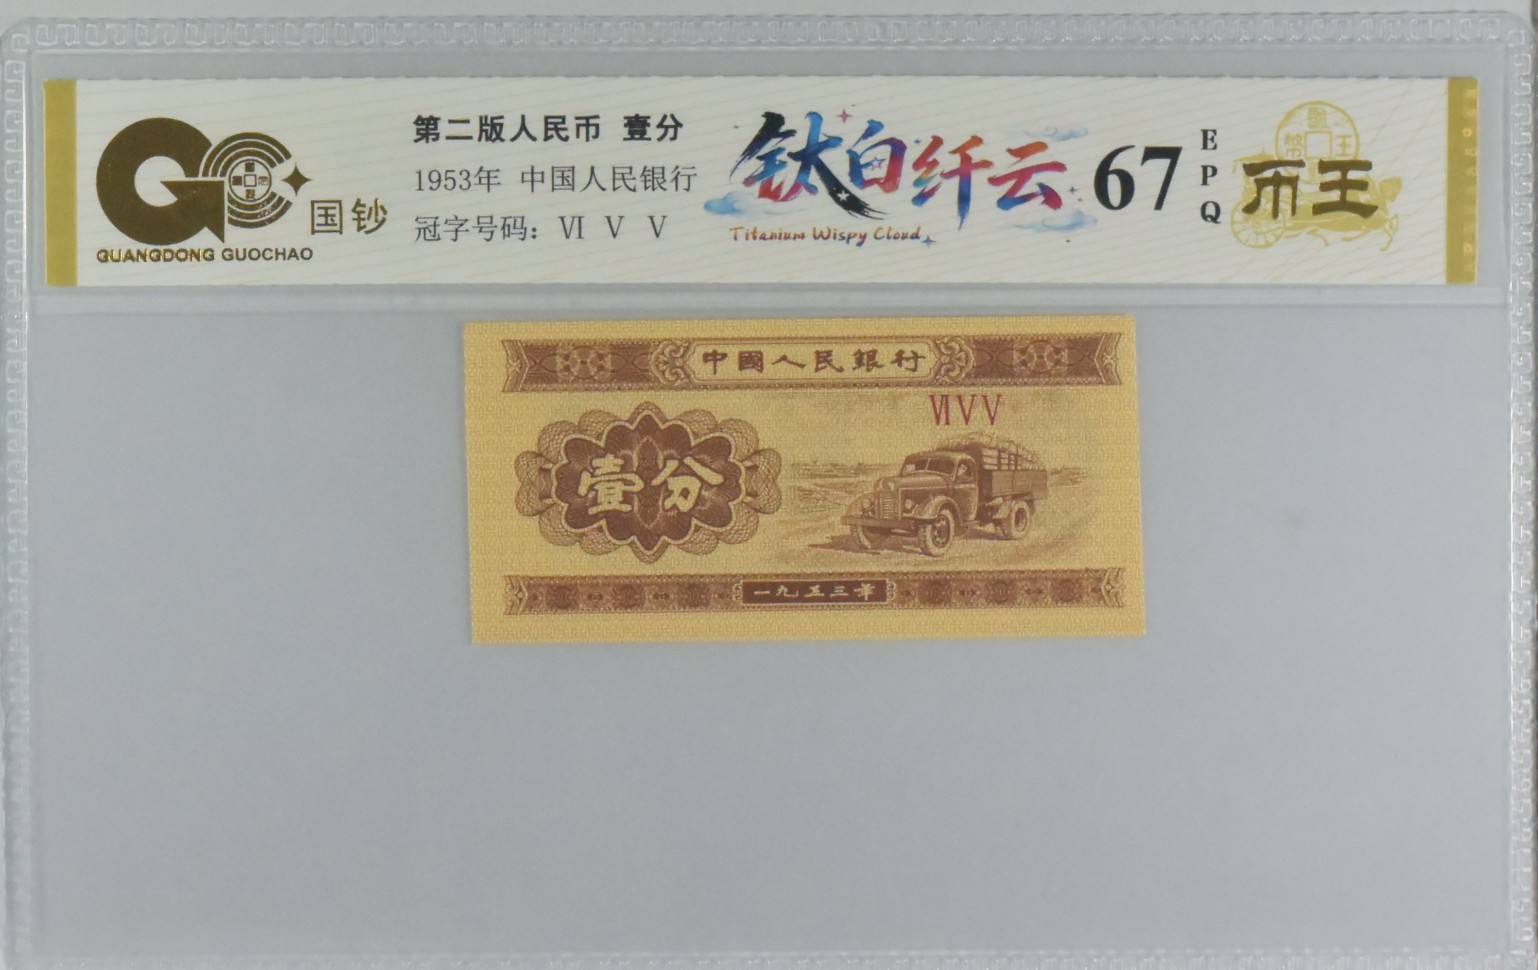 第二版人民币 壹分
1953年 中国人民银行
冠字号码：Ⅵ Ⅴ Ⅴ
国钞
GUANGDONG GUOCHAO
钛白纤云
Titanium Wispy Cloud
67
EPQ
币王
中國人民銀行
ⅥⅤⅤ
壹分
一九五三年